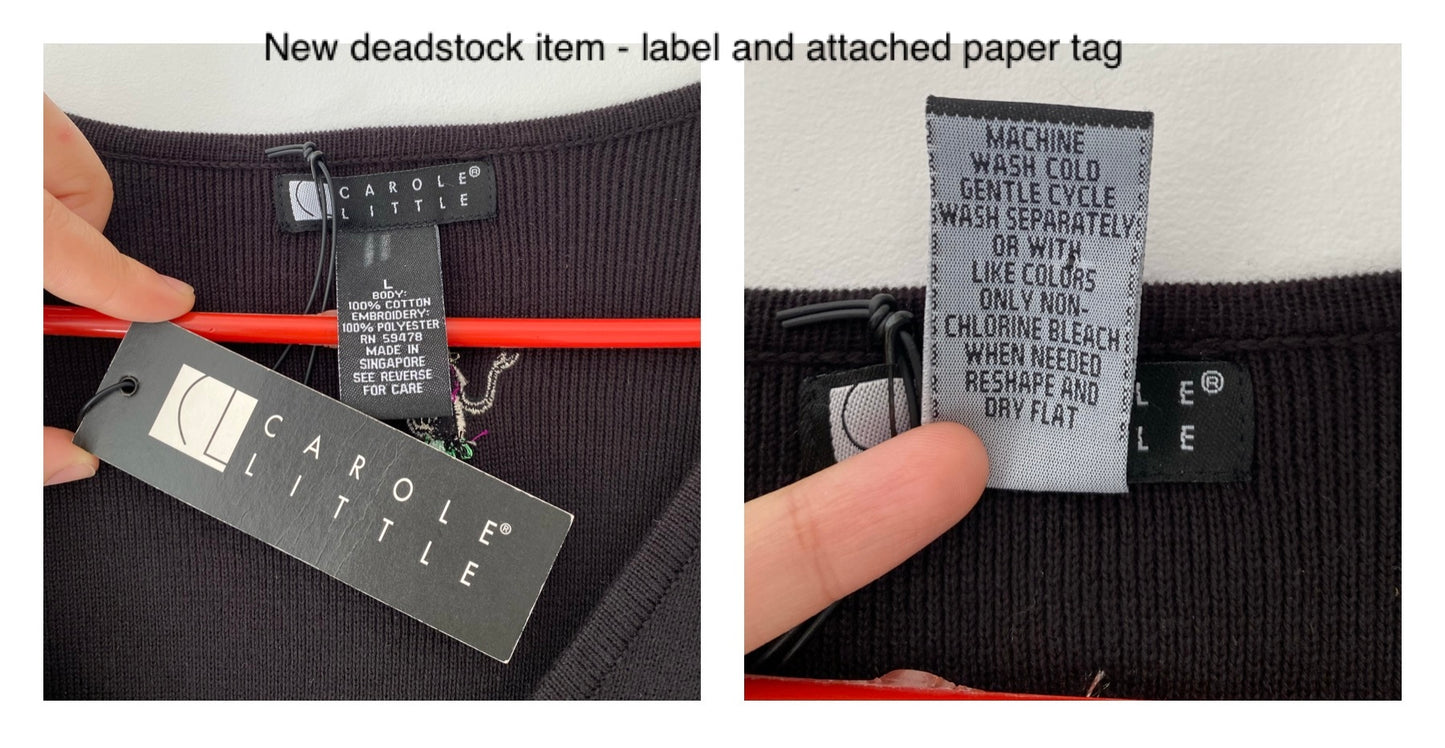 New deadstock item - label and attached paper tag
CAROLE®
LITTLE
L
BODY:
100% COTTON
EMBROIDERY:
100% POLYESTER
RN 59478
MADE IN
SINGAPORE
SEE REVERSE
FOR CARE
CL
CAROLE®
LITTLE
MACHINE
WASH COLD
GENTLE CYCLE
WASH SEPARATELY
OR WITH
LIKE COLORS
ONLY NON-
CHLORINE BLEACH
WHEN NEEDED
RESHAPE AND
DRY FLAT
L E®
L E